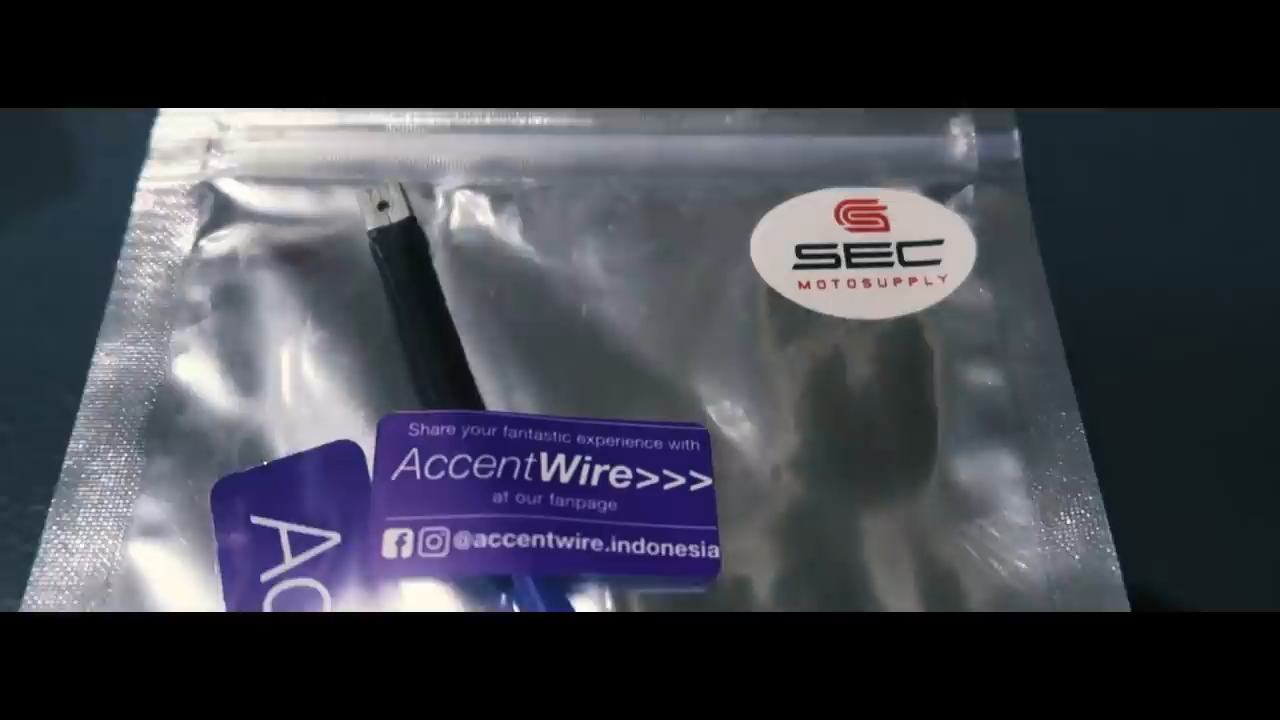 SEC
MOTOSUPPLY
Share your fantastic experience with
AccentWire>>>
at our fanpage
@accentwire.indonesia
Ac